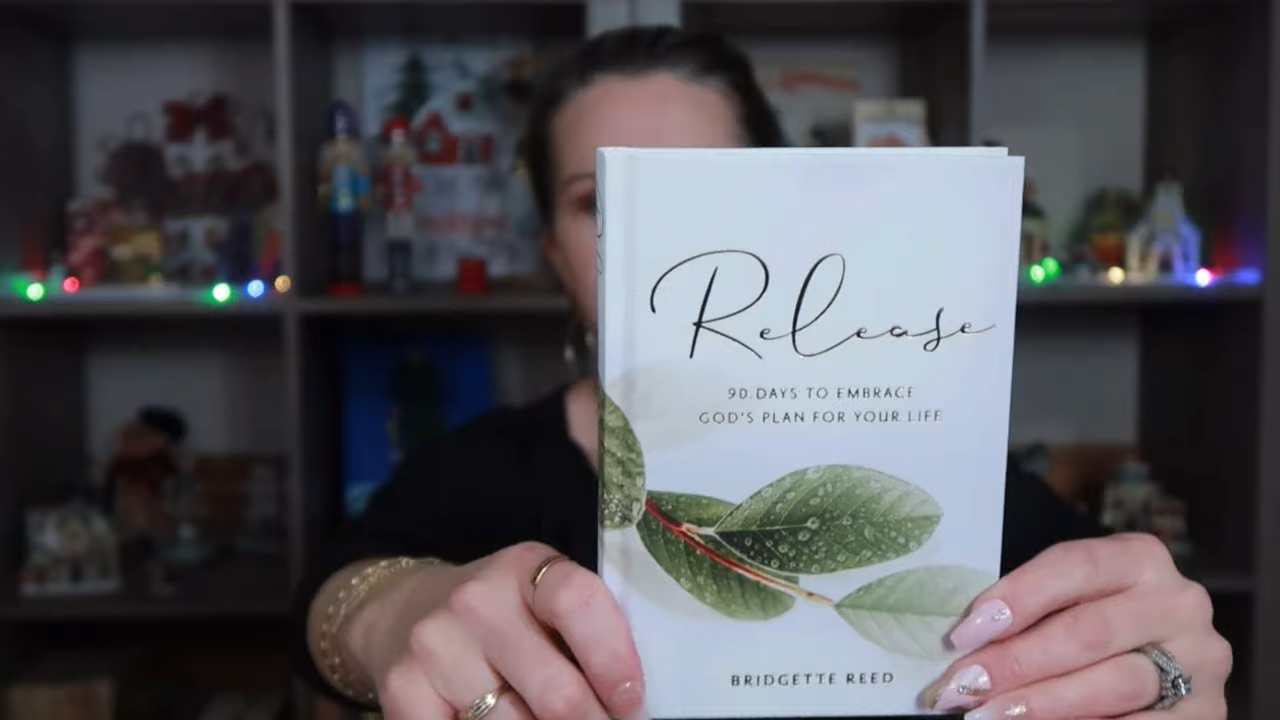 Release
90 DAYS TO EMBRACE
GOD'S PLAN FOR YOUR LIFE
BRIDGETTE REED